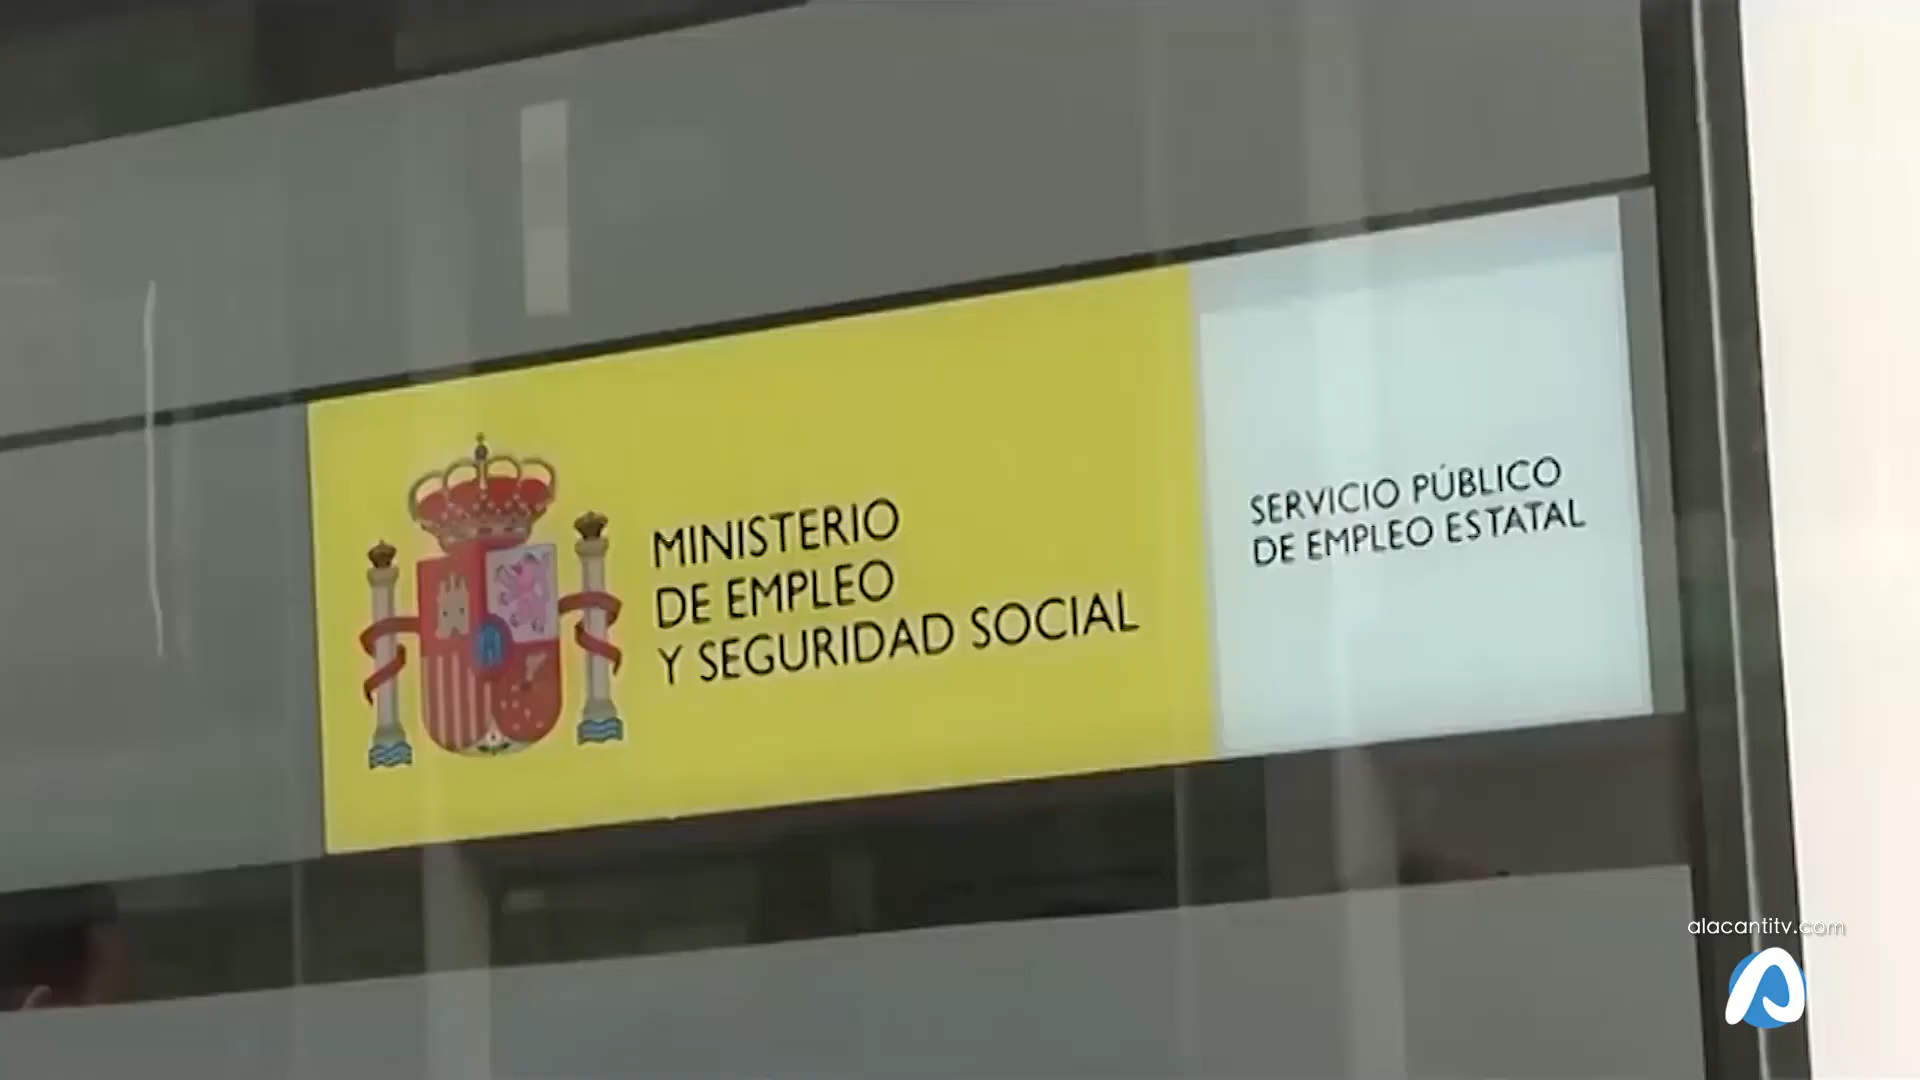 MINISTERIO
DE EMPLEO
Y SEGURIDAD SOCIAL
SERVICIO PÚBLICO
DE EMPLEO ESTATAL
alacantitv.com